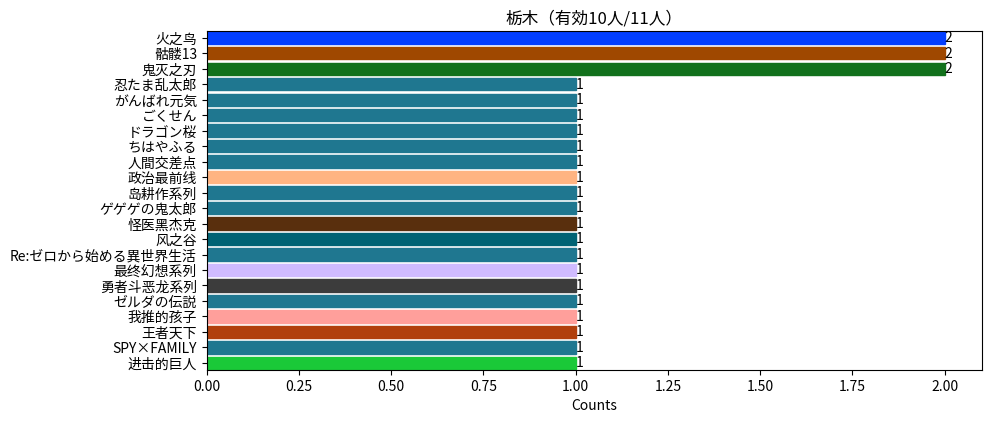 栃木（有効10人/11人）
火之鸟 2
骷髅13 2
鬼灭之刃 2
忍たま乱太郎 1
がんばれ元気 1
ごくせん 1
ドラゴン桜 1
ちはやふる 1
人間交差点 1
政治最前线 1
岛耕作系列 1
ゲゲゲの鬼太郎 1
怪医黑杰克 1
风之谷 1
Re:ゼロから始める異世界生活 1
最终幻想系列 1
勇者斗恶龙系列 1
ゼルダの伝説 1
我推的孩子 1
王者天下 1
SPY×FAMILY 1
进击的巨人 1
0.00 0.25 0.50 0.75 1.00 1.25 1.50 1.75 2.00
Counts